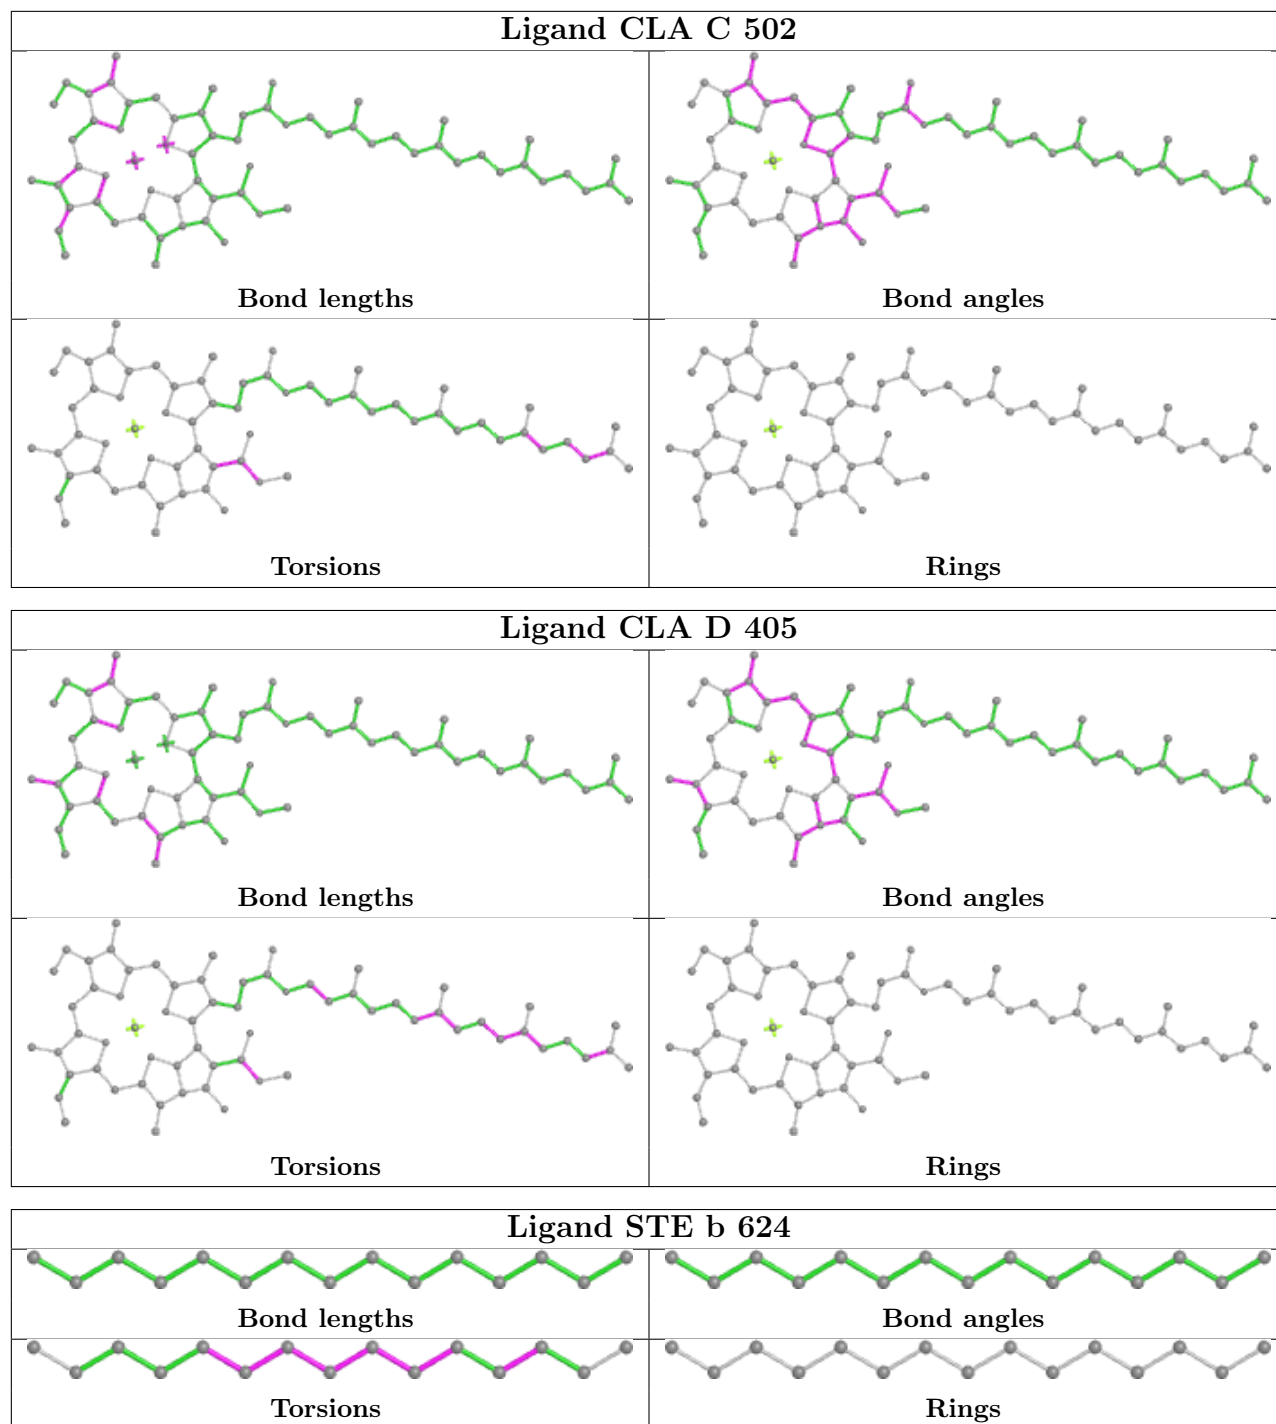 Ligand CLA C 502
Bond lengths
Bond angles
Torsions
Rings
Ligand CLA D 405
Bond lengths
Bond angles
Torsions
Rings
Ligand STE b 624
Bond lengths
Bond angles
Torsions
Rings